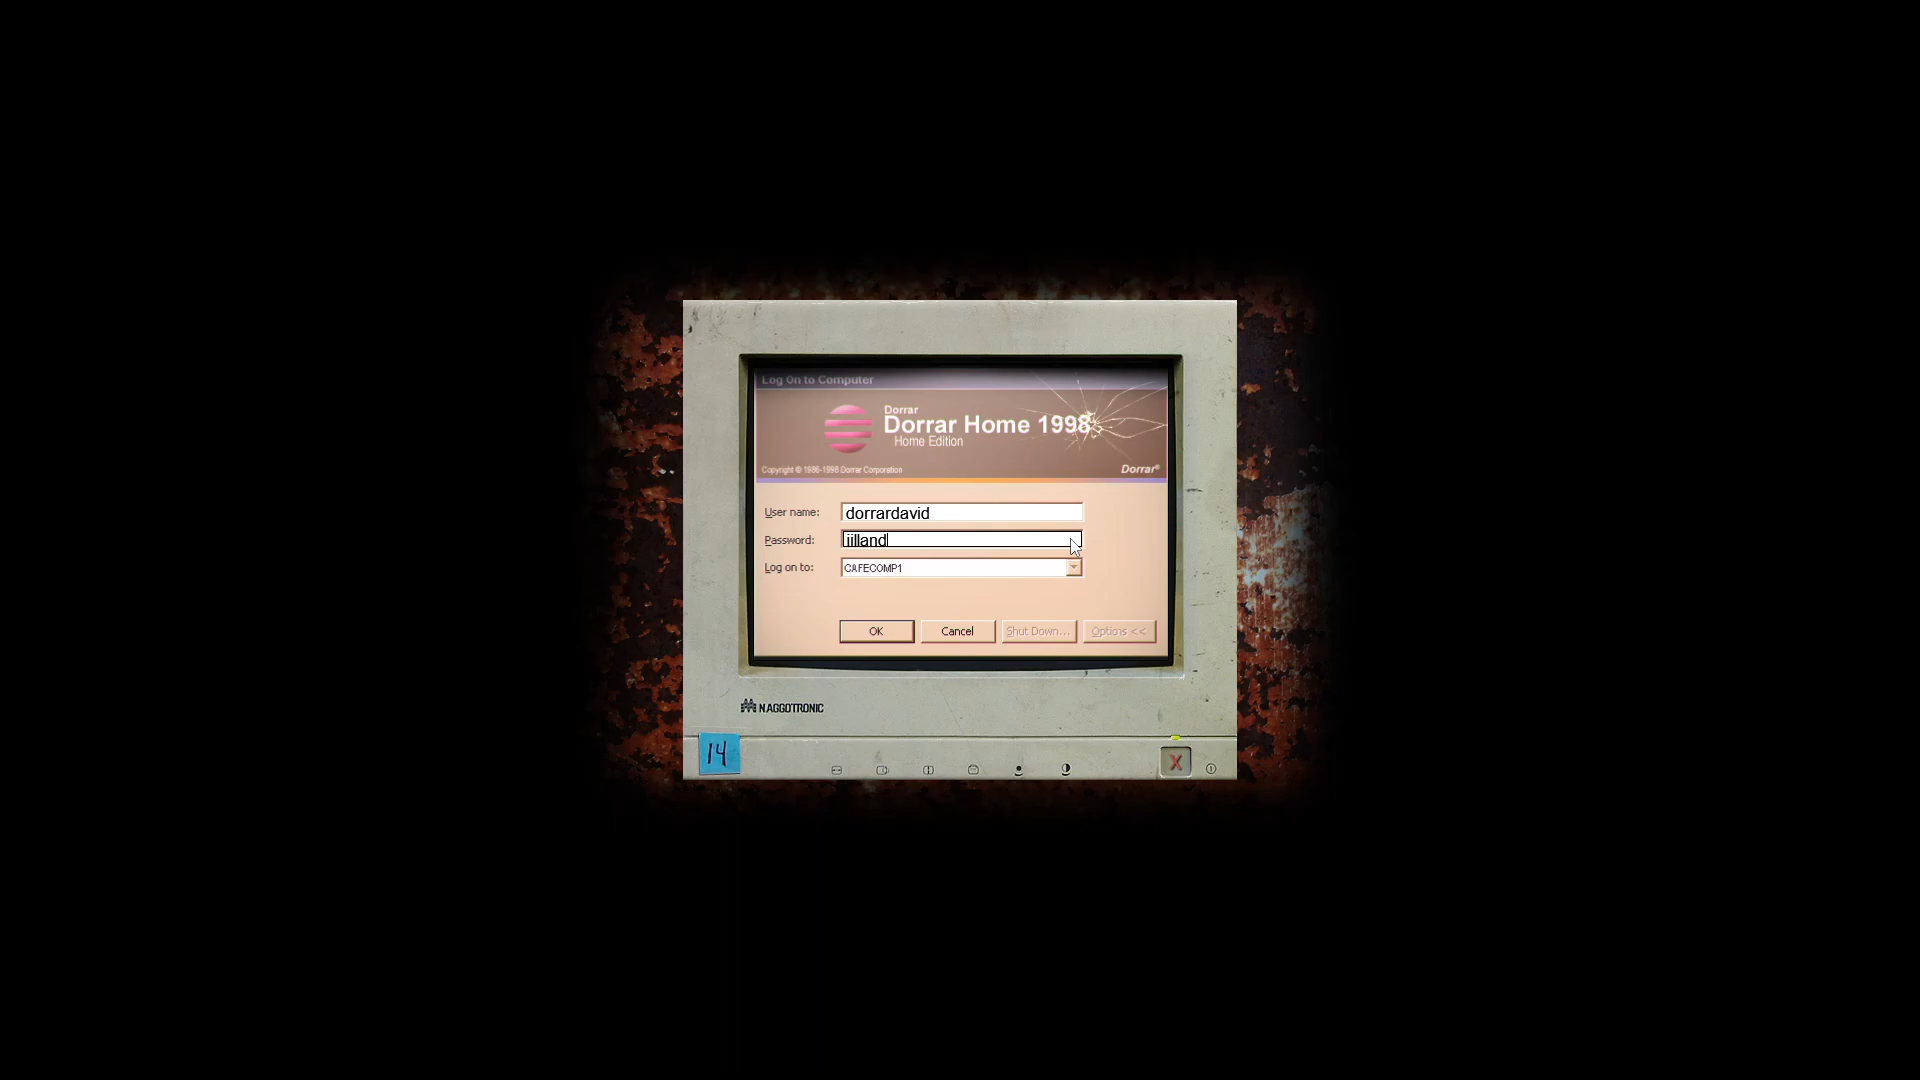 Log On to Computer
Dorrar
Dorrar Home 1998
Home Edition
Copyright © 1986-1998 Dorrar Corporation
Dorrar®
User name: dorrardavid
Password: jilland
Log on to: CAFECOMP1
OK Cancel Shut Down... Options <<
NAGGOTRONIC
14
X